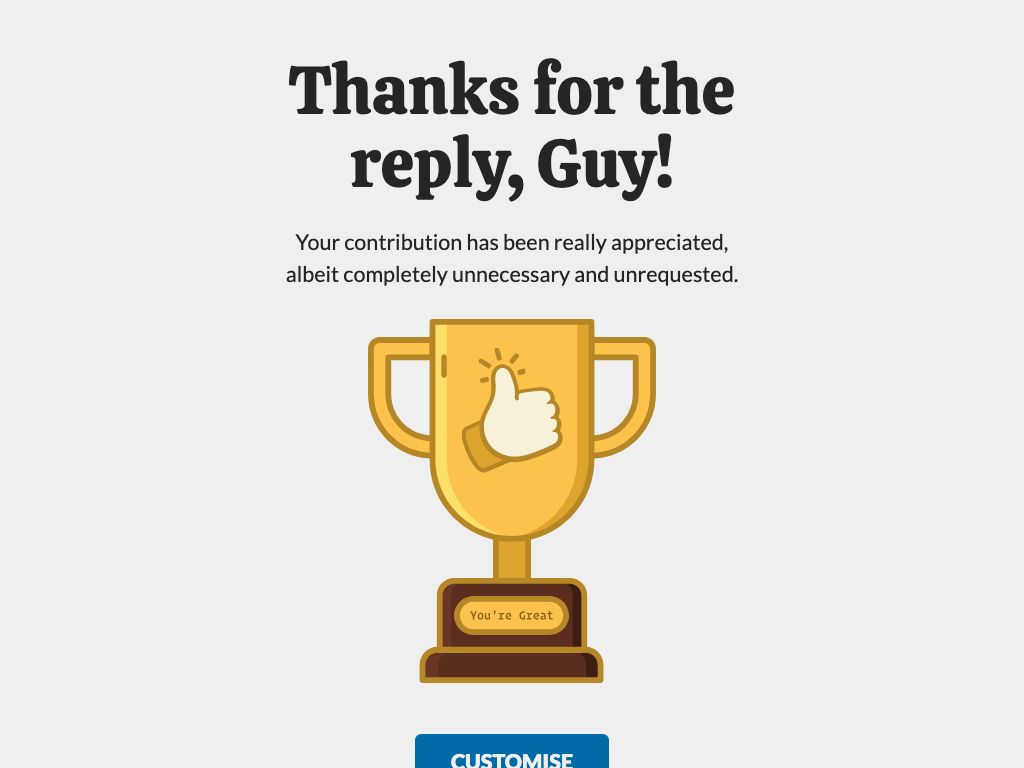 Thanks for the
reply, Guy!
Your contribution has been really appreciated,
albeit completely unnecessary and unrequested.
You're Great
CUSTOMISE